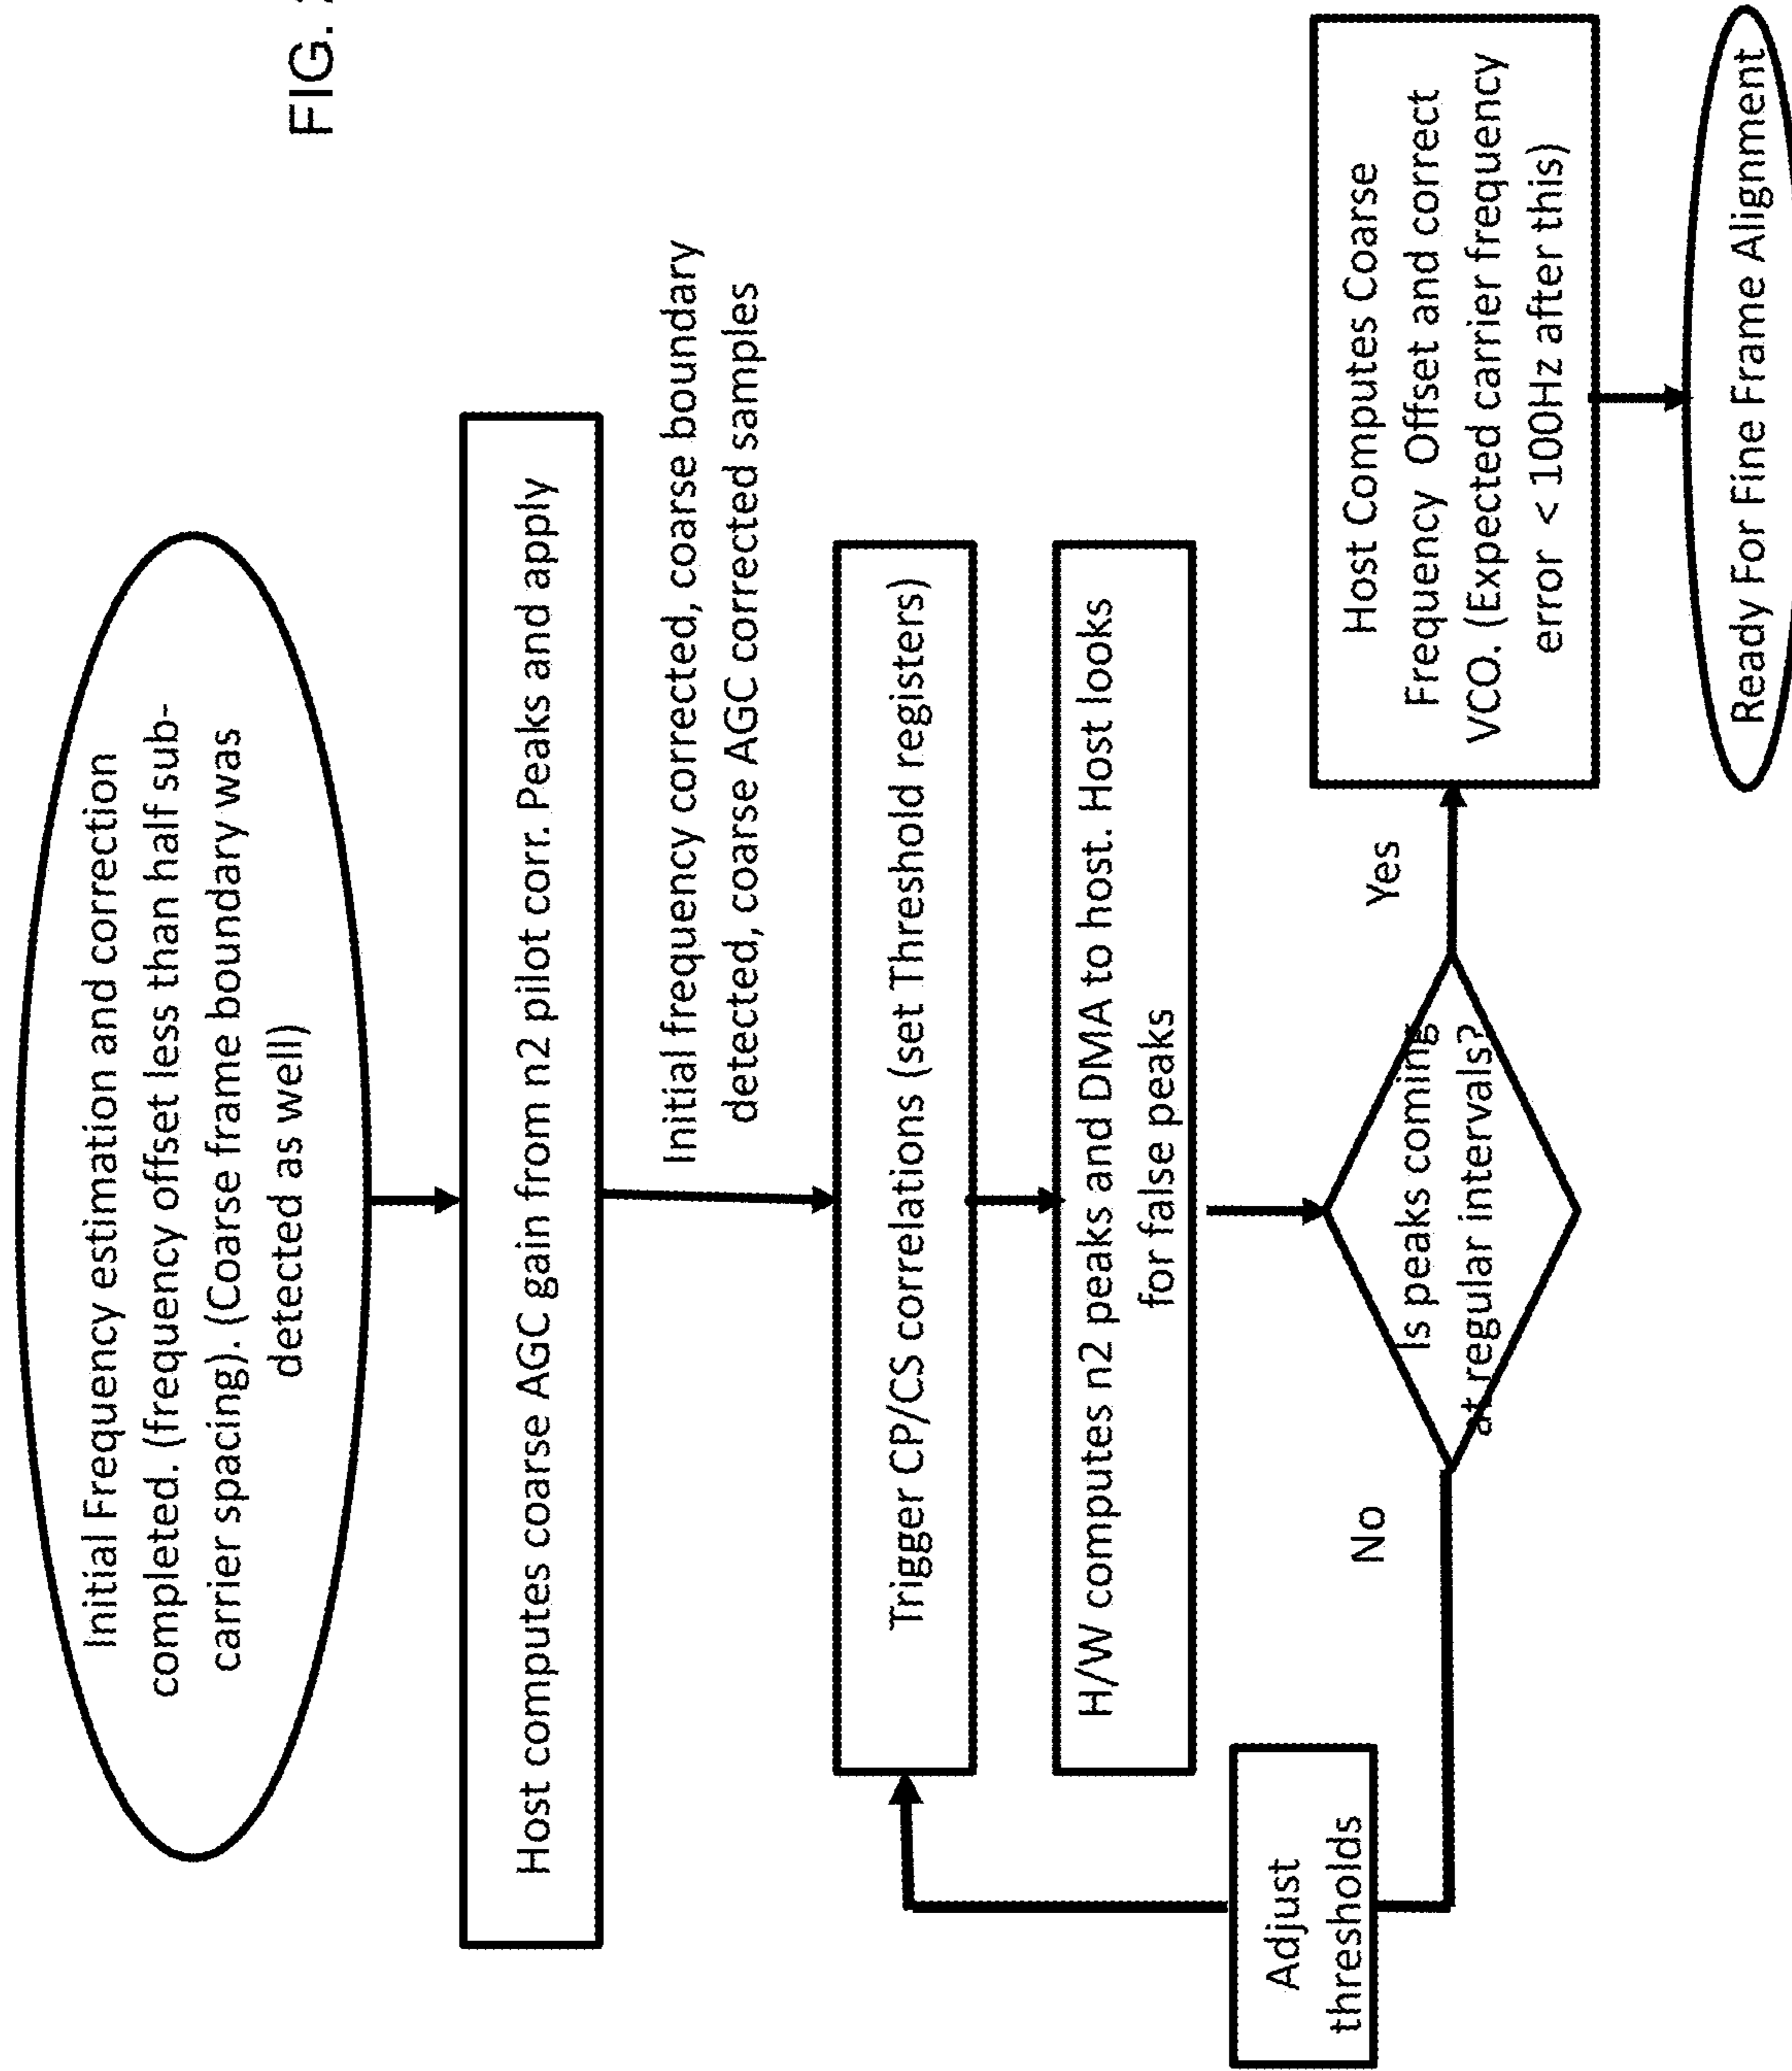 FIG.
Initial Frequency estimation and correction
completed. (frequency offset less than half sub-
carrier spacing). (Coarse frame boundary was
detected as well)
Host computes coarse AGC gain from n2 pilot corr. Peaks and apply
Initial frequency corrected, coarse boundary
detected, coarse AGC corrected samples
Trigger CP/CS correlations (set Threshold registers)
H/W computes n2 peaks and DMA to host. Host looks
for false peaks
Is peaks coming
at regular intervals?
No
Adjust
thresholds
Yes
Host Computes Coarse
Frequency Offset and correct
VCO. (Expected carrier frequency
error < 100Hz after this)
Ready For Fine Frame Alignment